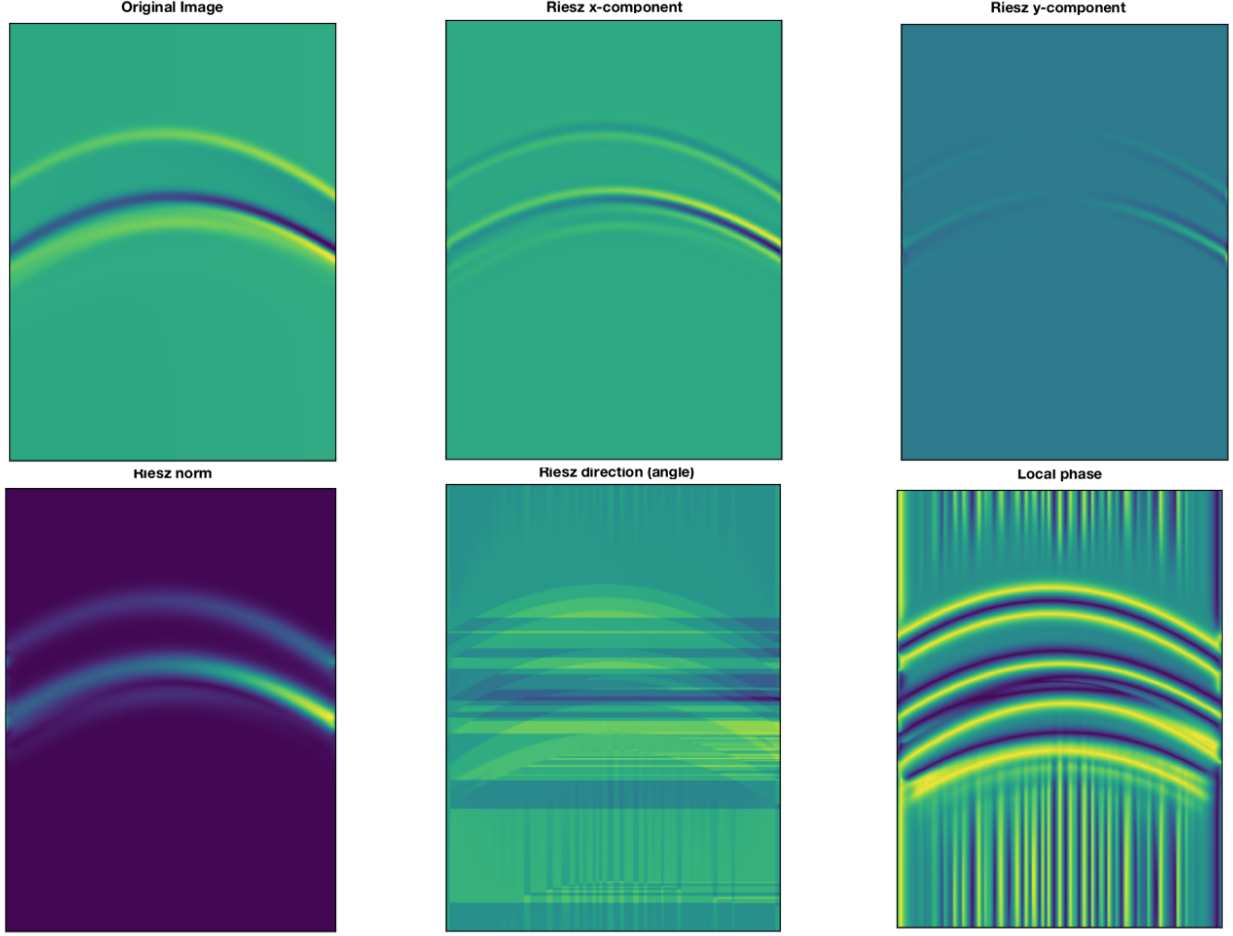 Original Image
Riesz x-component
Riesz y-component
Riesz norm
Riesz direction (angle)
Local phase